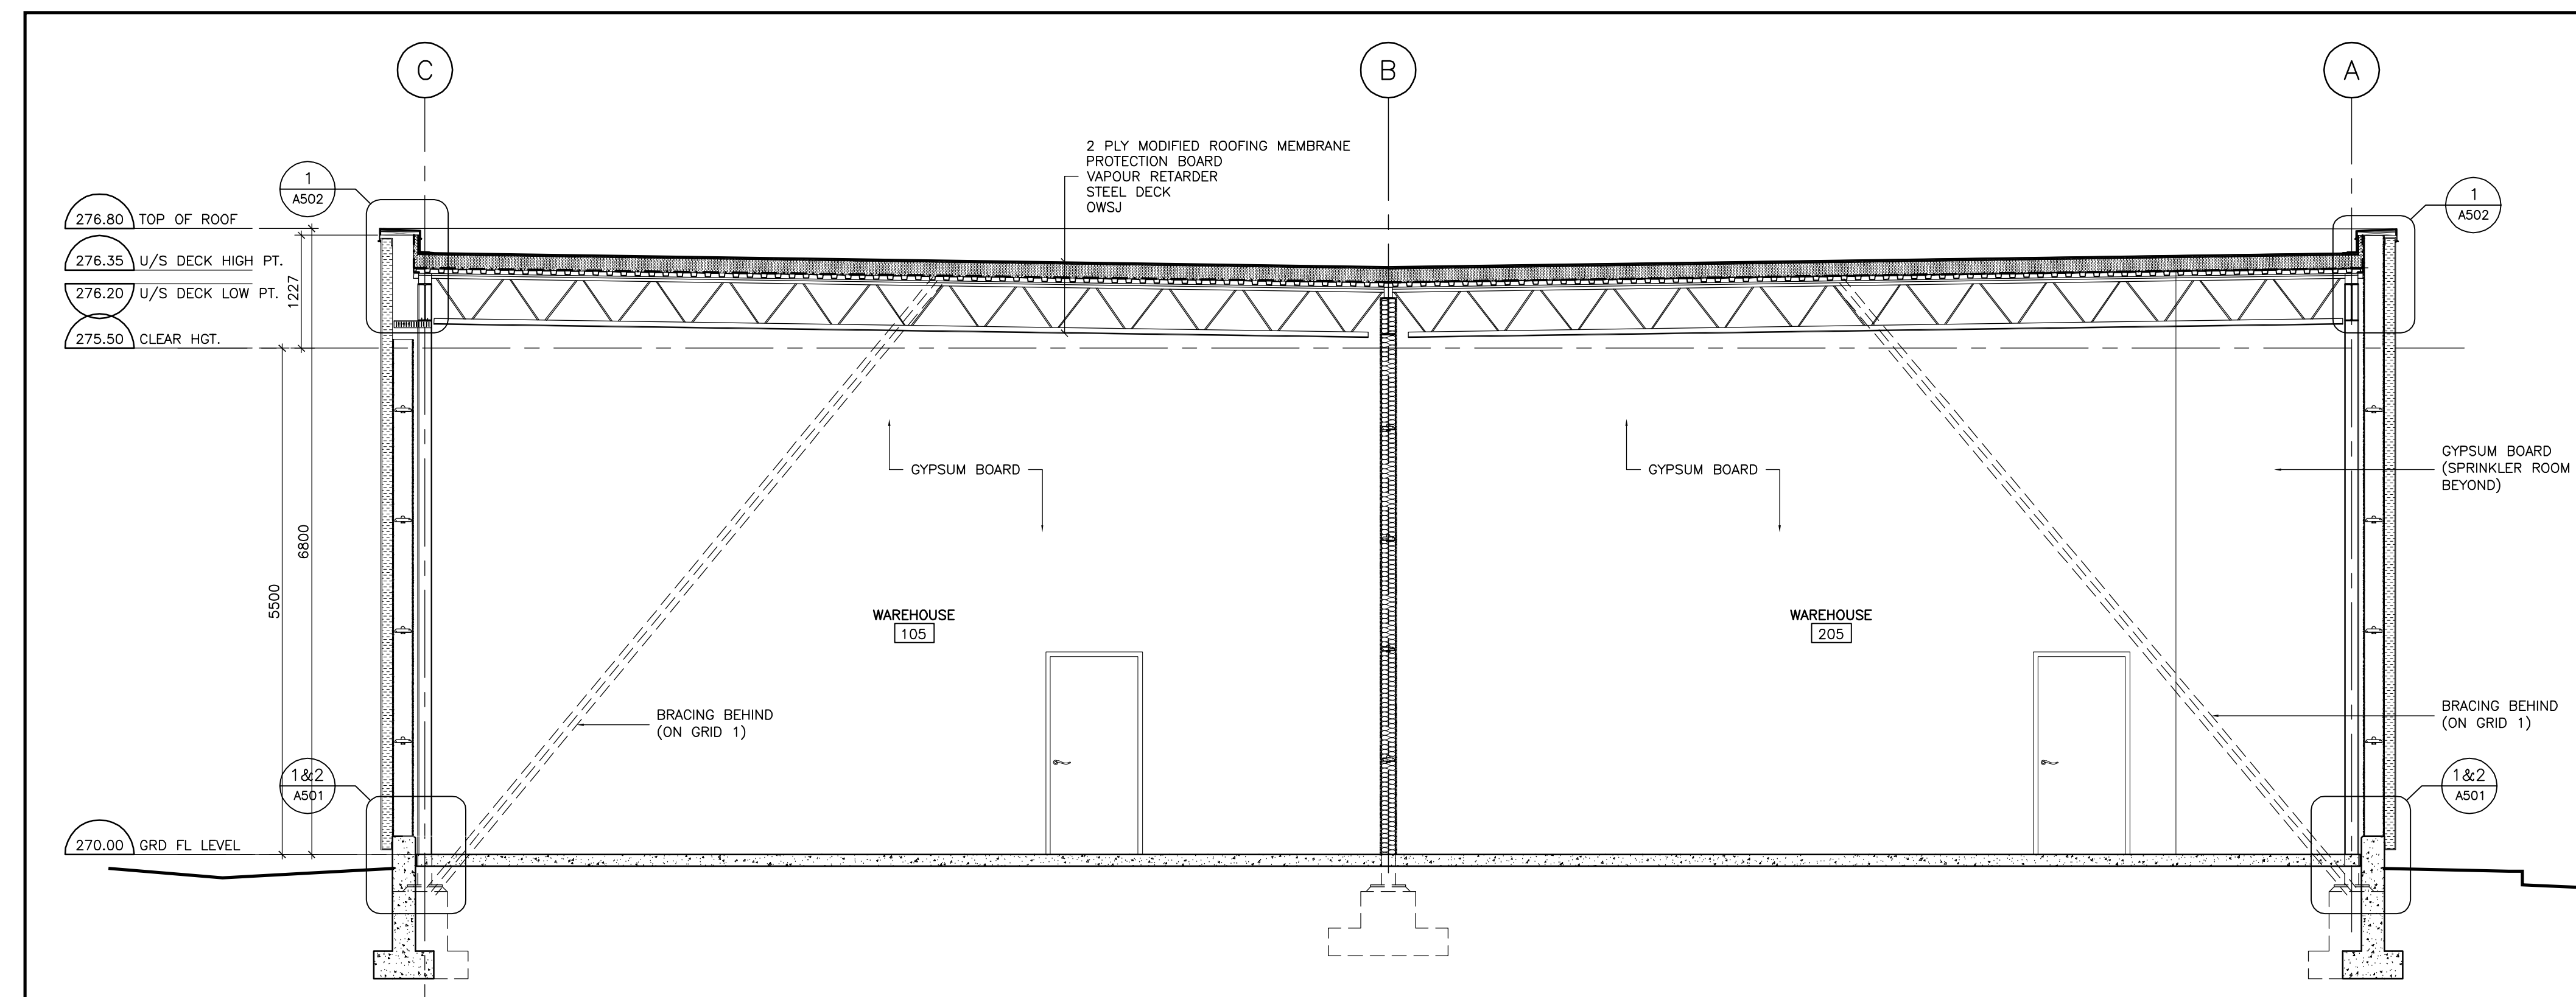 C
B
A
2 PLY MODIFIED ROOFING MEMBRANE
PROTECTION BOARD
VAPOUR RETARDER
STEEL DECK
OWSJ
1
A502
1
A502
276.80 TOP OF ROOF
276.35 U/S DECK HIGH PT.
276.20 U/S DECK LOW PT.
275.50 CLEAR HGT.
1227
6800
5500
GYPSUM BOARD
GYPSUM BOARD
GYPSUM BOARD
(SPRINKLER ROOM
BEYOND)
WAREHOUSE
105
WAREHOUSE
205
BRACING BEHIND
(ON GRID 1)
BRACING BEHIND
(ON GRID 1)
1&2
A501
1&2
A501
270.00 GRD FL LEVEL